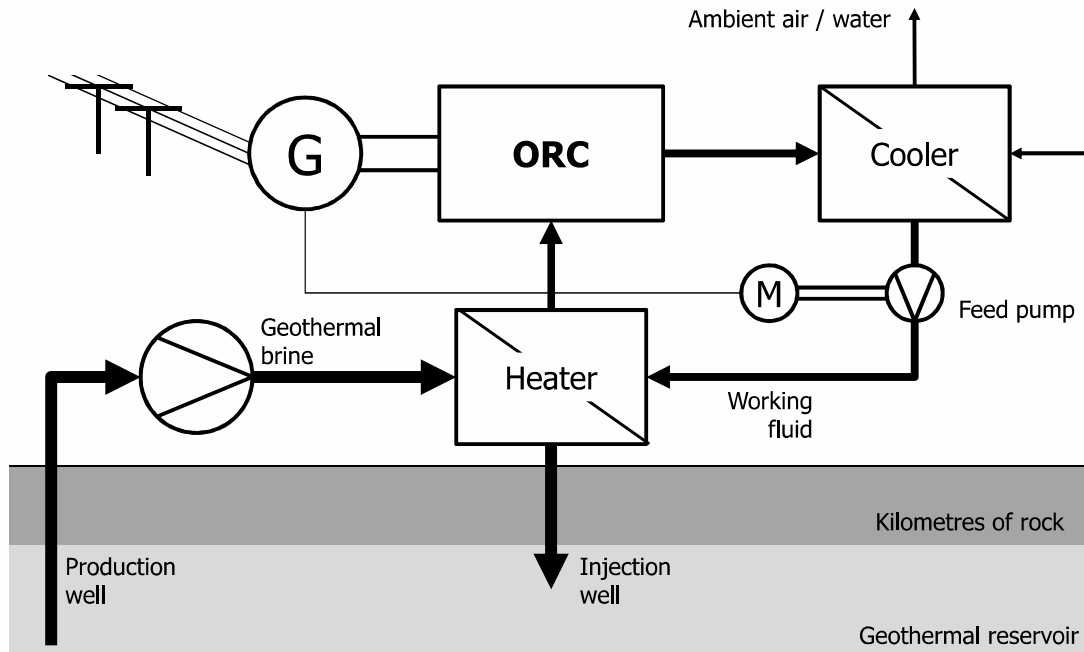 Ambient air / water
G
ORC
Cooler
M
Feed pump
Geothermal
brine
Heater
Working
fluid
Kilometres of rock
Production
well
Injection
well
Geothermal reservoir